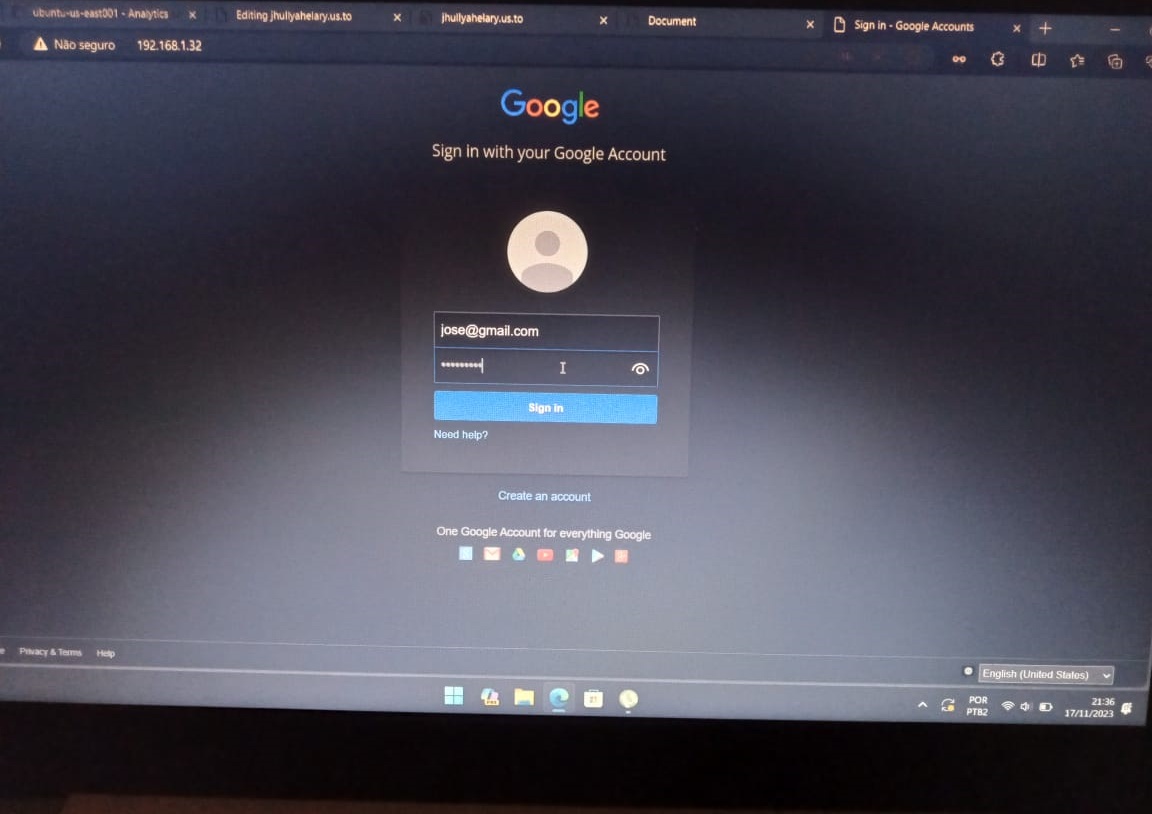 ubuntu-us-east001 - Analytics
Editing jhullyahelary.us.to
jhullyahelary.us.to
Document
Sign in - Google Accounts
Não seguro 192.168.1.32
Google
Sign in with your Google Account
jose@gmail.com
•••••••••
Sign in
Need help?
Create an account
One Google Account for everything Google
Privacy & Terms Help
English (United States)
POR
PTB2
21:36
17/11/2023